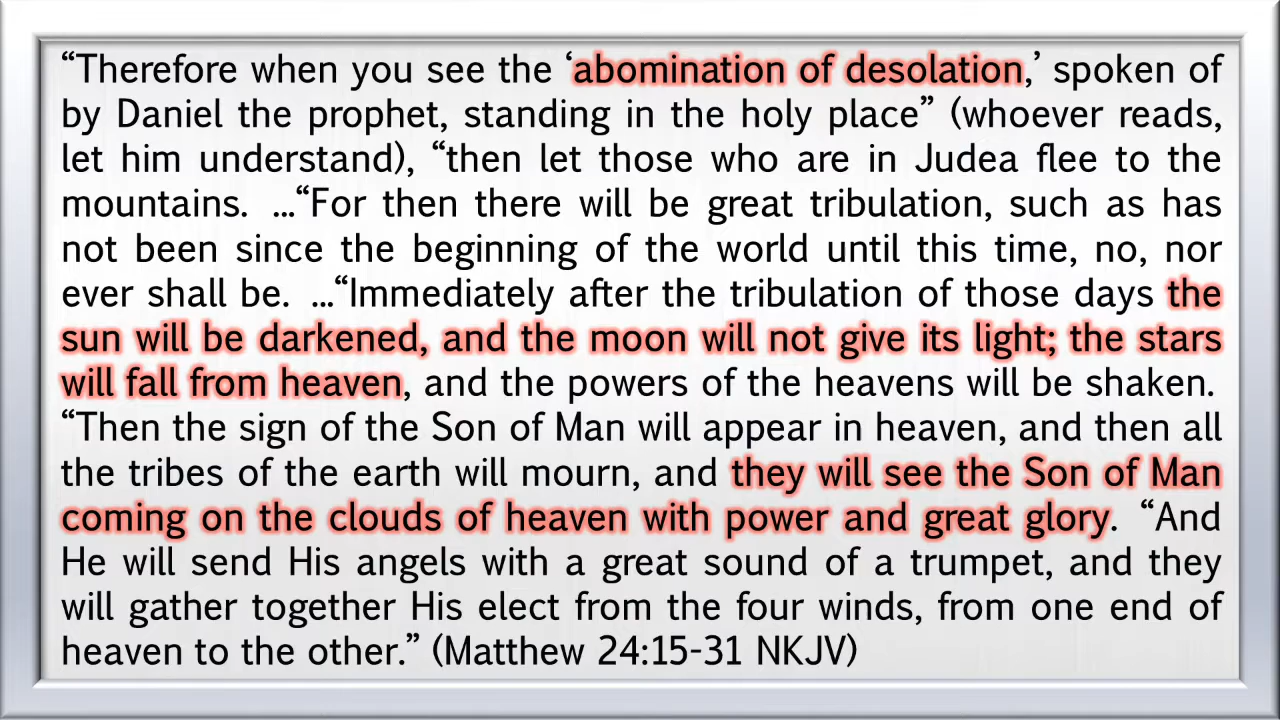 “Therefore when you see the ‘abomination of desolation,’ spoken of
by Daniel the prophet, standing in the holy place” (whoever reads,
let him understand), “then let those who are in Judea flee to the
mountains. ...“For then there will be great tribulation, such as has
not been since the beginning of the world until this time, no, nor
ever shall be. ...“Immediately after the tribulation of those days the
sun will be darkened, and the moon will not give its light; the stars
will fall from heaven, and the powers of the heavens will be shaken.
“Then the sign of the Son of Man will appear in heaven, and then all
the tribes of the earth will mourn, and they will see the Son of Man
coming on the clouds of heaven with power and great glory. “And
He will send His angels with a great sound of a trumpet, and they
will gather together His elect from the four winds, from one end of
heaven to the other.” (Matthew 24:15-31 NKJV)